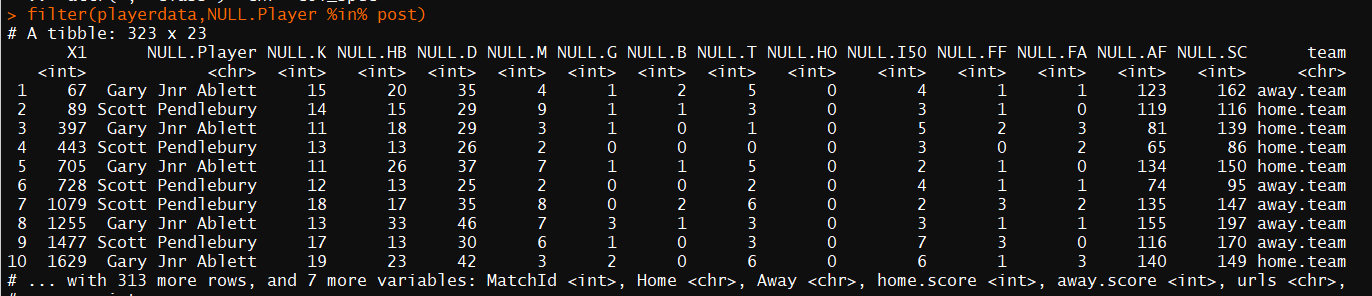 > filter(playerdata,NULL.Player %in% post)
# A tibble: 323 x 23
X1 NULL.Player NULL.K NULL.HB NULL.D NULL.M NULL.G NULL.B NULL.T NULL.HO NULL.I50 NULL.FF NULL.FA NULL.AF NULL.SC team
<int> <chr> <int> <int> <int> <int> <int> <int> <int> <int> <int> <int> <int> <int> <int> <chr>
1 67 Gary Jnr Ablett 15 20 35 4 1 2 5 0 4 1 1 123 162 away.team
2 89 Scott Pendlebury 14 15 29 9 1 1 3 0 3 1 0 119 116 home.team
3 397 Gary Jnr Ablett 11 18 29 3 1 0 1 0 5 2 3 81 139 home.team
4 443 Scott Pendlebury 13 13 26 2 0 0 0 0 3 0 2 65 86 home.team
5 705 Gary Jnr Ablett 11 26 37 7 1 1 5 0 2 1 0 134 150 home.team
6 728 Scott Pendlebury 12 13 25 2 0 0 2 0 4 1 1 74 95 away.team
7 1079 Scott Pendlebury 18 17 35 8 0 2 6 0 2 3 2 135 147 away.team
8 1255 Gary Jnr Ablett 13 33 46 7 3 1 3 0 3 1 1 155 197 away.team
9 1477 Scott Pendlebury 17 13 30 6 1 0 3 0 7 3 0 116 170 away.team
10 1629 Gary Jnr Ablett 19 23 42 3 2 0 6 0 6 1 3 140 149 home.team
# ... with 313 more rows, and 7 more variables: MatchId <int>, Home <chr>, Away <chr>, home.score <int>, away.score <int>, urls <chr>,